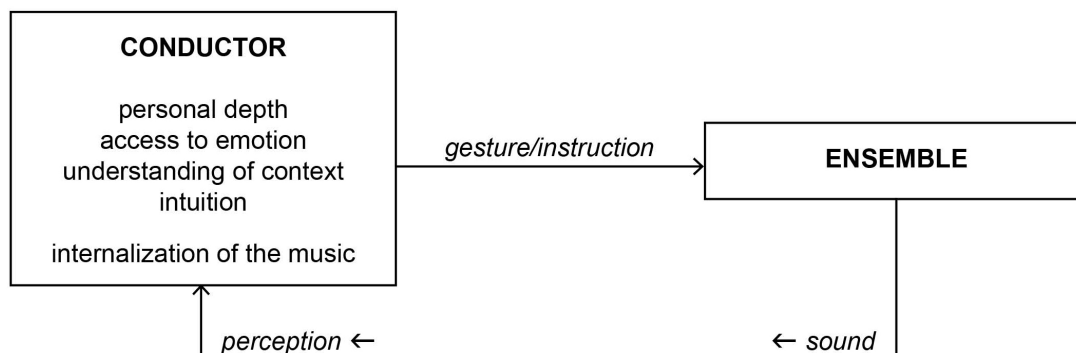 CONDUCTOR
personal depth
access to emotion
understanding of context
intuition
internalization of the music
gesture/instruction
ENSEMBLE
perception ←
← sound